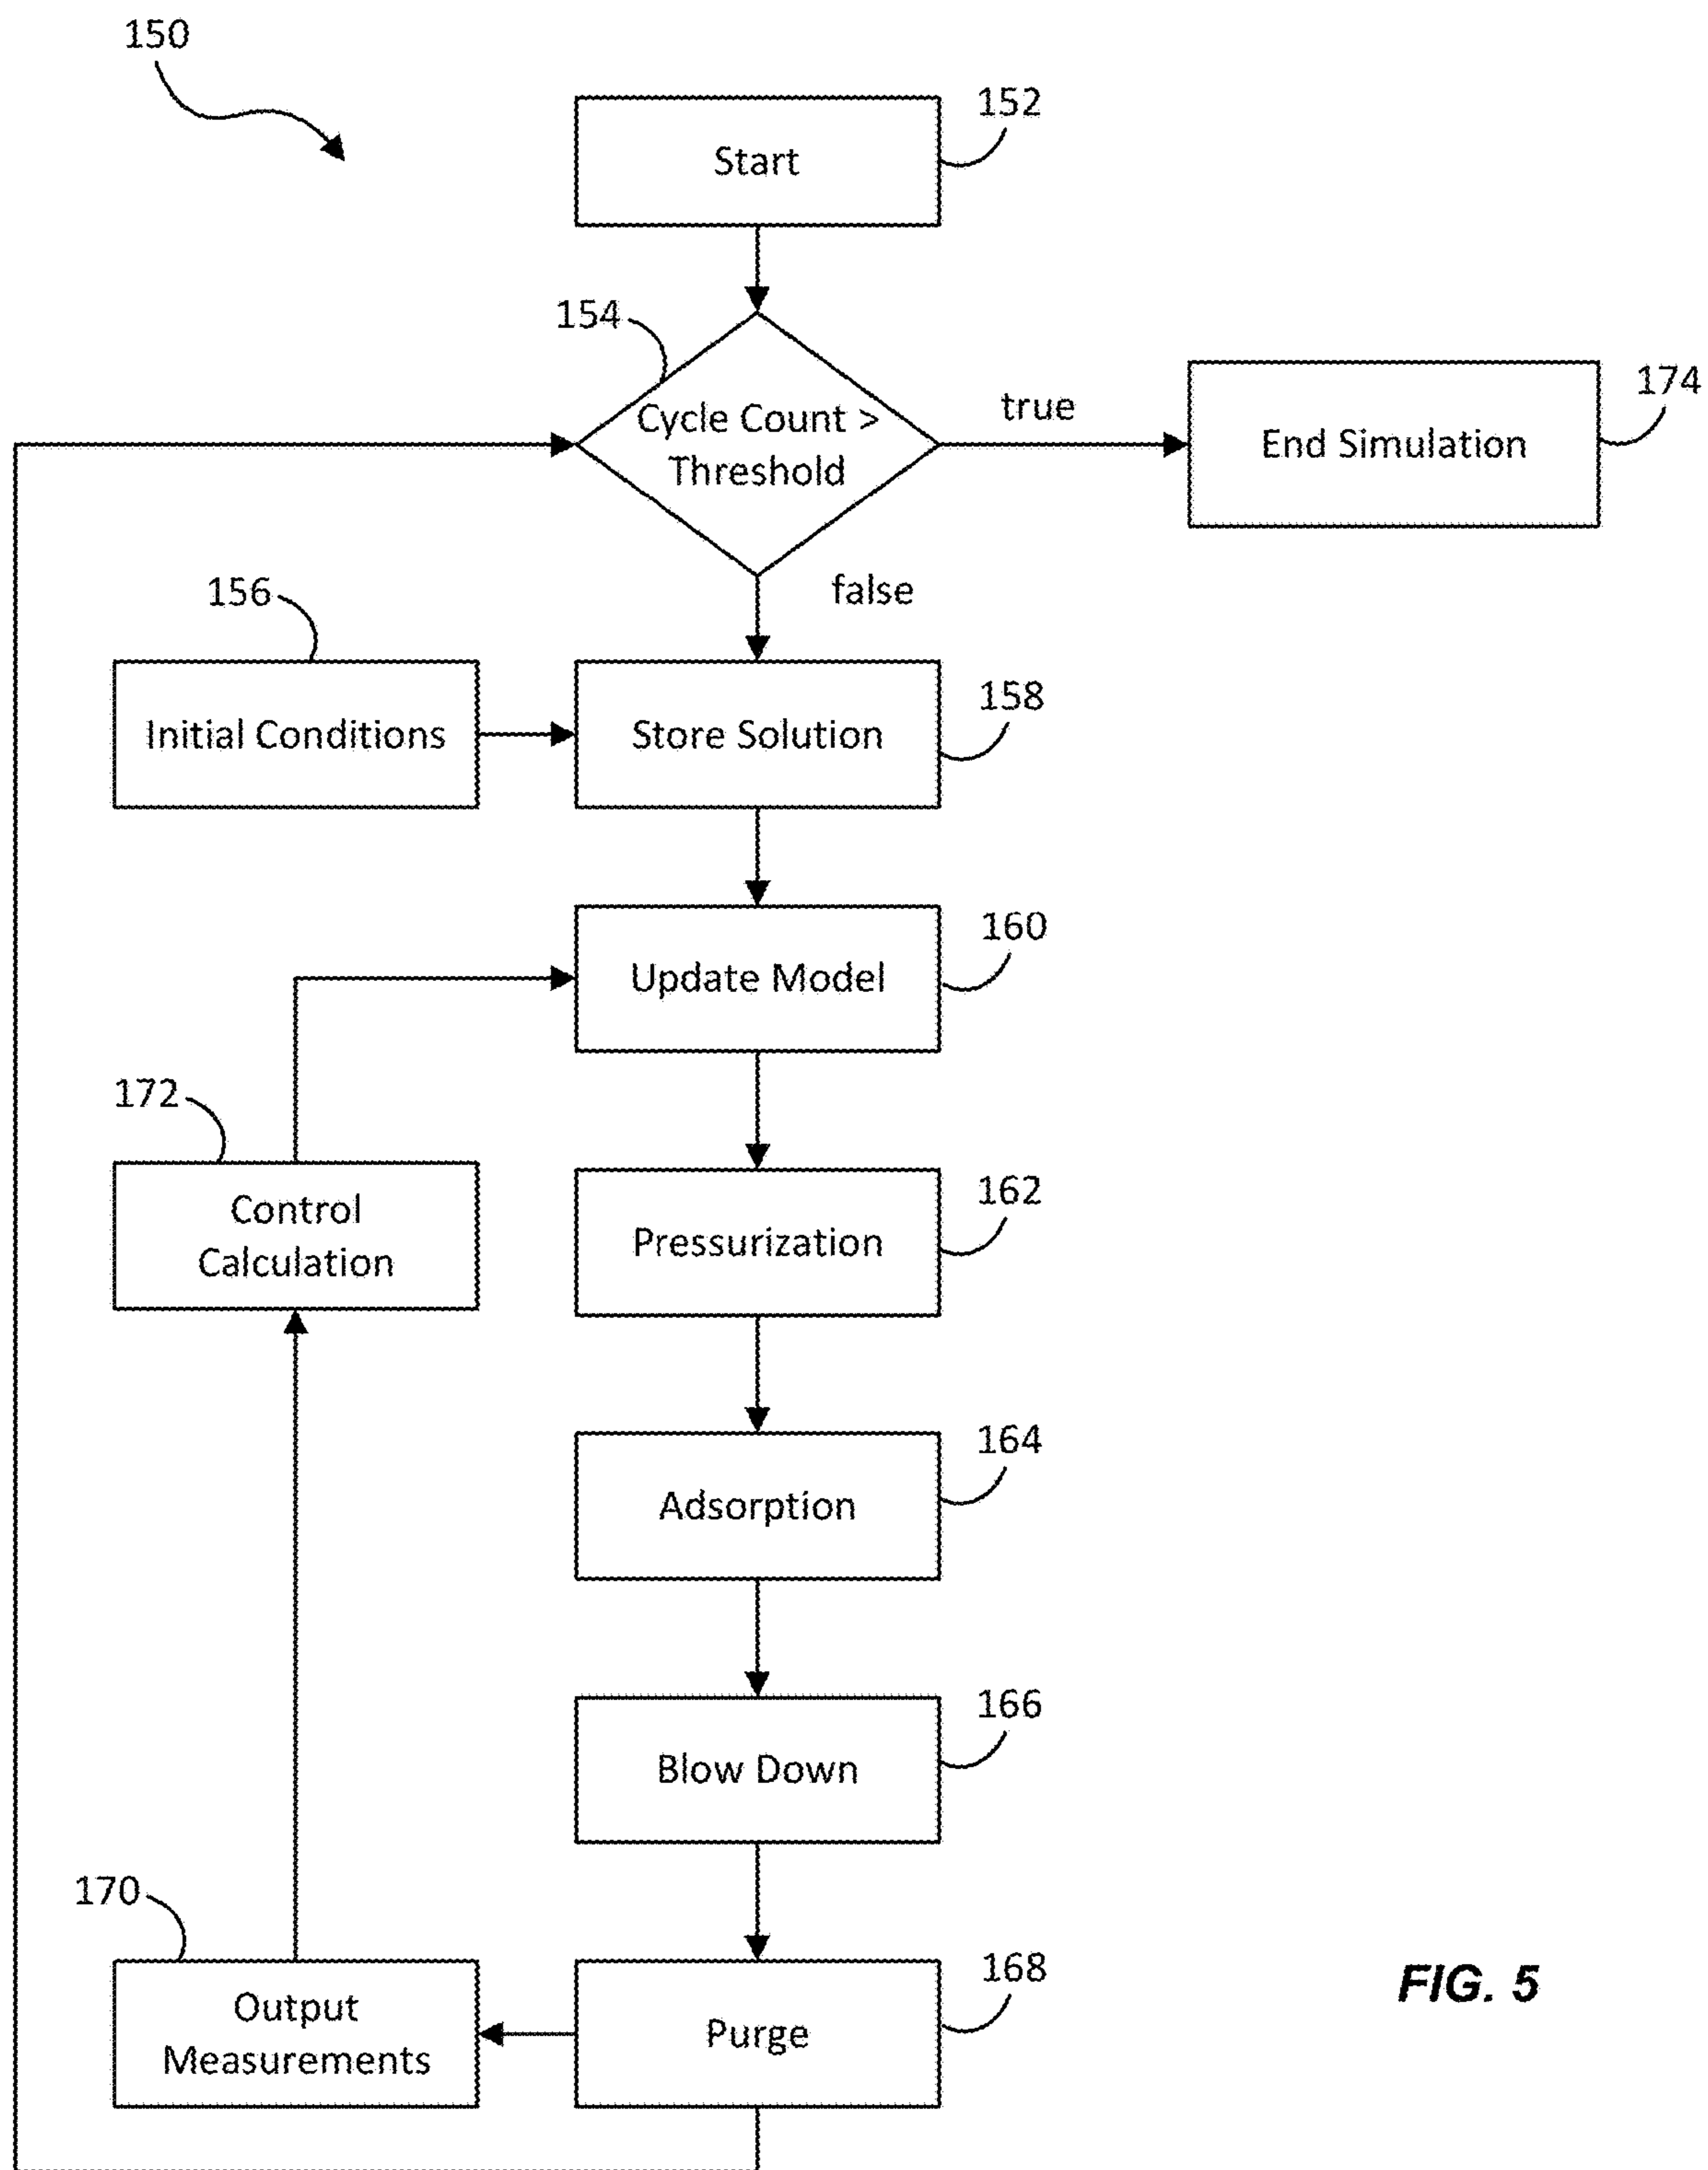 150
152
Start
154
Cycle Count >
Threshold
true
174
End Simulation
false
156
Initial Conditions
158
Store Solution
160
Update Model
172
Control
Calculation
162
Pressurization
164
Adsorption
166
Blow Down
170
Output
Measurements
168
Purge
FIG. 5